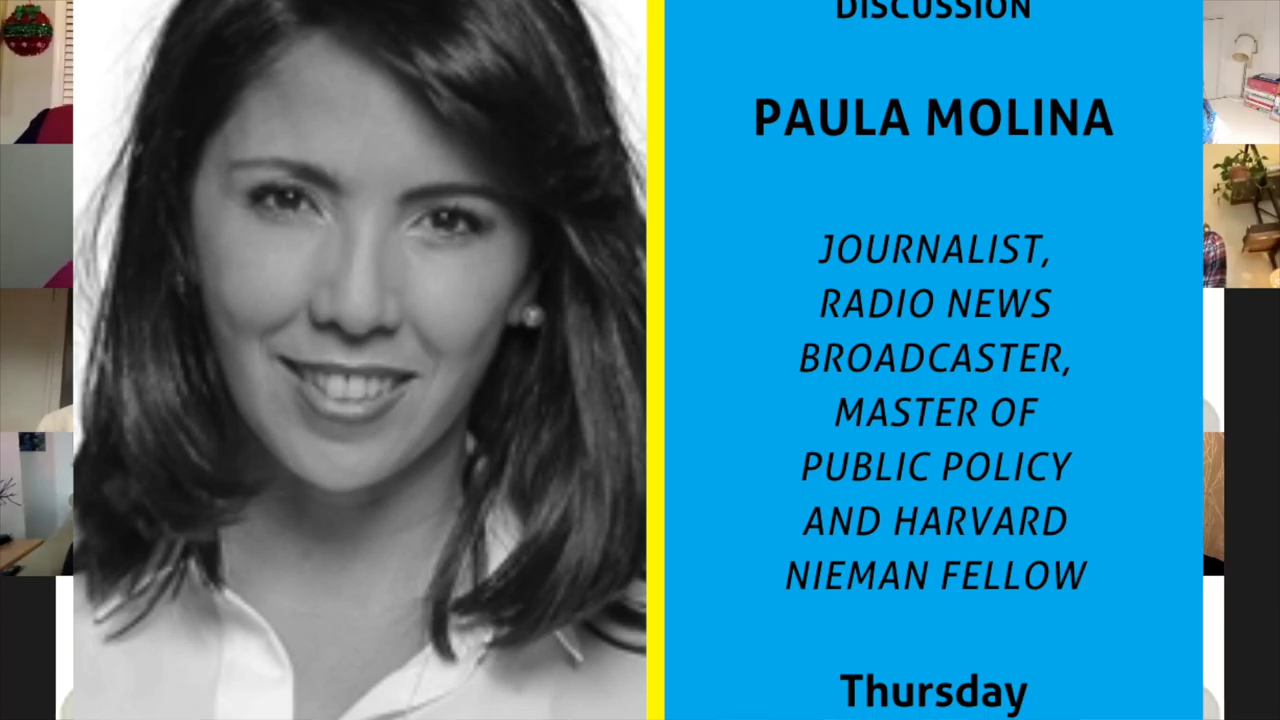 DISCUSSION
PAULA MOLINA
JOURNALIST,
RADIO NEWS
BROADCASTER,
MASTER OF
PUBLIC POLICY
AND HARVARD
NIEMAN FELLOW
Thursday